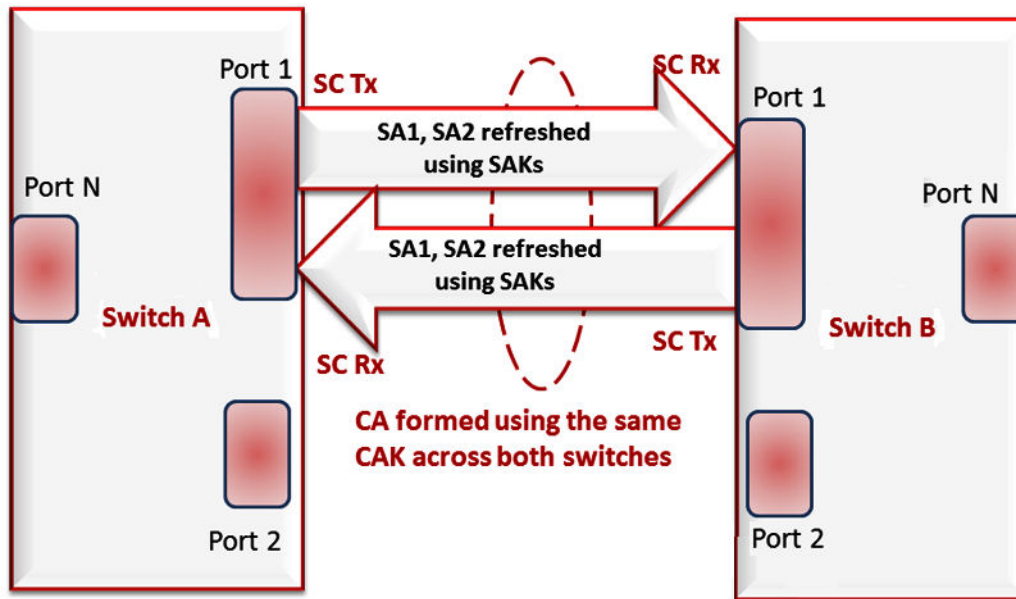 Port 1
SC Tx
SC Rx
Port 1
SA1, SA2 refreshed
using SAKs
Port N
Port N
SA1, SA2 refreshed
using SAKs
Switch A
Switch B
SC Rx
SC Tx
CA formed using the same
CAK across both switches
Port 2
Port 2